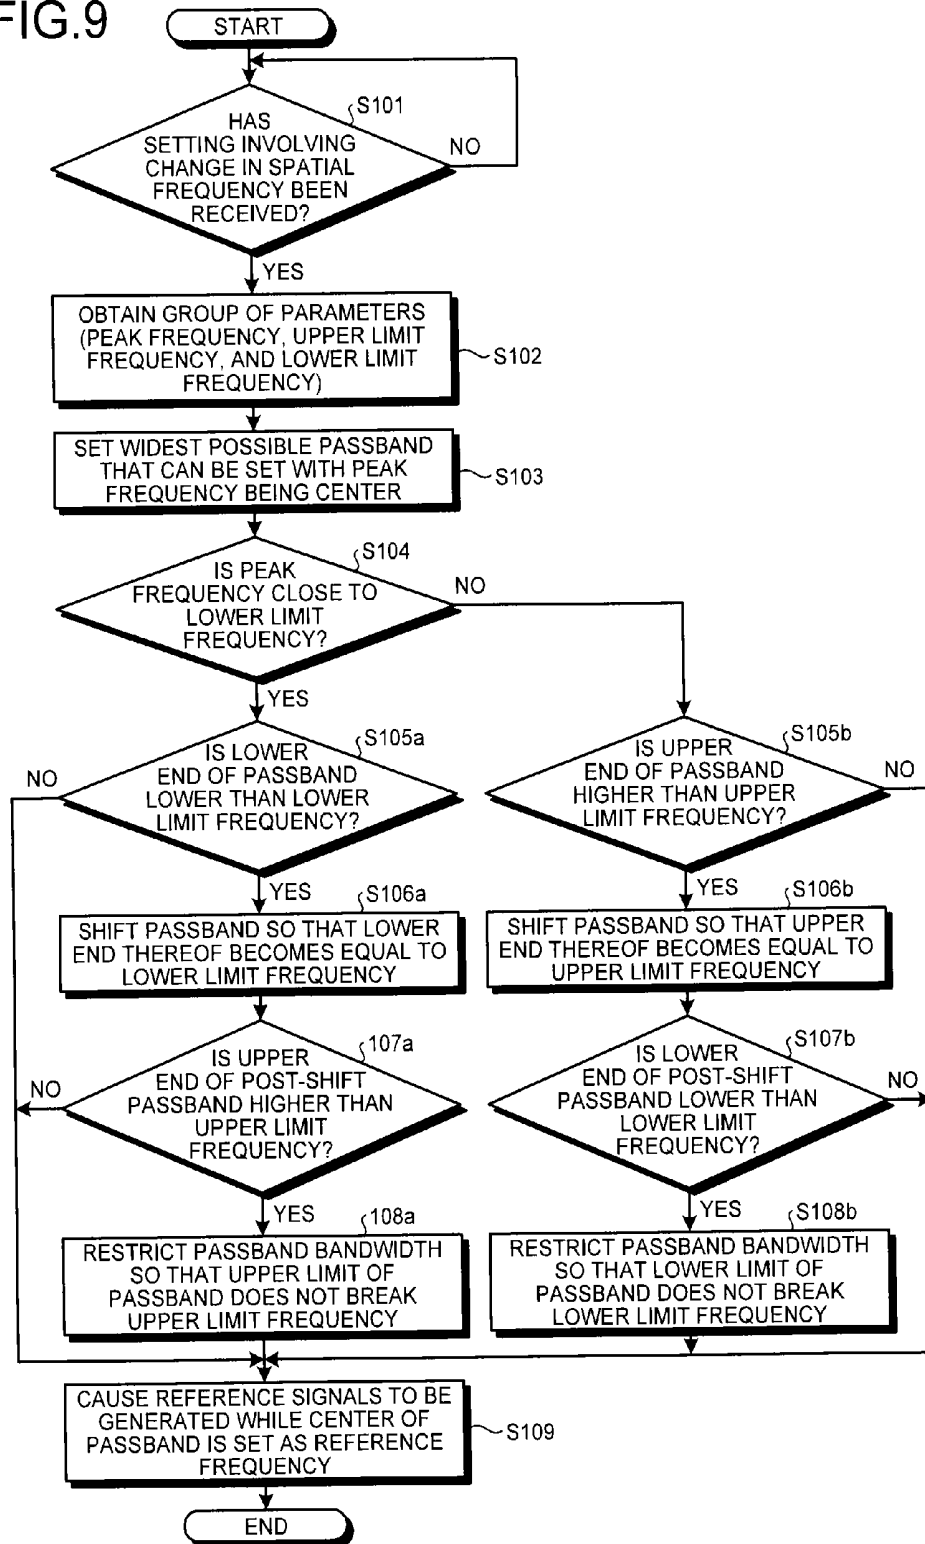 FIG.9
START
S101
HAS
SETTING INVOLVING
CHANGE IN SPATIAL
FREQUENCY BEEN
RECEIVED?
NO
YES
OBTAIN GROUP OF PARAMETERS
(PEAK FREQUENCY, UPPER LIMIT
FREQUENCY, AND LOWER LIMIT
FREQUENCY)
S102
SET WIDEST POSSIBLE PASSBAND
THAT CAN BE SET WITH PEAK
FREQUENCY BEING CENTER
S103
S104
IS PEAK
FREQUENCY CLOSE TO
LOWER LIMIT
FREQUENCY?
NO
YES
S105a
IS LOWER
END OF PASSBAND
LOWER THAN LOWER
LIMIT FREQUENCY?
NO
YES
S105b
IS UPPER
END OF PASSBAND
HIGHER THAN UPPER
LIMIT FREQUENCY?
NO
YES
S106a
SHIFT PASSBAND SO THAT LOWER
END THEREOF BECOMES EQUAL TO
LOWER LIMIT FREQUENCY
S106b
SHIFT PASSBAND SO THAT UPPER
END THEREOF BECOMES EQUAL TO
UPPER LIMIT FREQUENCY
107a
IS UPPER
END OF POST-SHIFT
PASSBAND HIGHER THAN
UPPER LIMIT
FREQUENCY?
NO
YES
S107b
IS LOWER
END OF POST-SHIFT
PASSBAND LOWER THAN
LOWER LIMIT
FREQUENCY?
NO
YES
108a
RESTRICT PASSBAND BANDWIDTH
SO THAT UPPER LIMIT OF
PASSBAND DOES NOT BREAK
UPPER LIMIT FREQUENCY
S108b
RESTRICT PASSBAND BANDWIDTH
SO THAT LOWER LIMIT OF
PASSBAND DOES NOT BREAK
LOWER LIMIT FREQUENCY
CAUSE REFERENCE SIGNALS TO BE
GENERATED WHILE CENTER OF
PASSBAND IS SET AS REFERENCE
FREQUENCY
S109
END